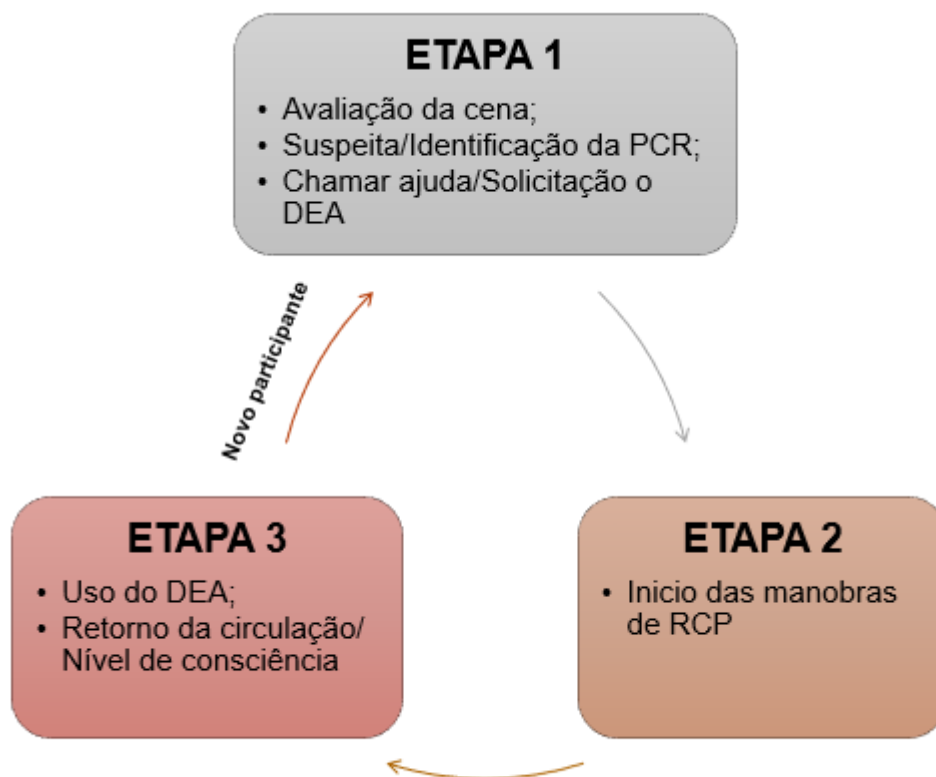 ETAPA 1
• Avaliação da cena;
• Suspeita/Identificação da PCR;
• Chamar ajuda/Solicitação o
DEA
Novo participante
ETAPA 3
• Uso do DEA;
• Retorno da circulação/
Nível de consciência
ETAPA 2
• Inicio das manobras
de RCP